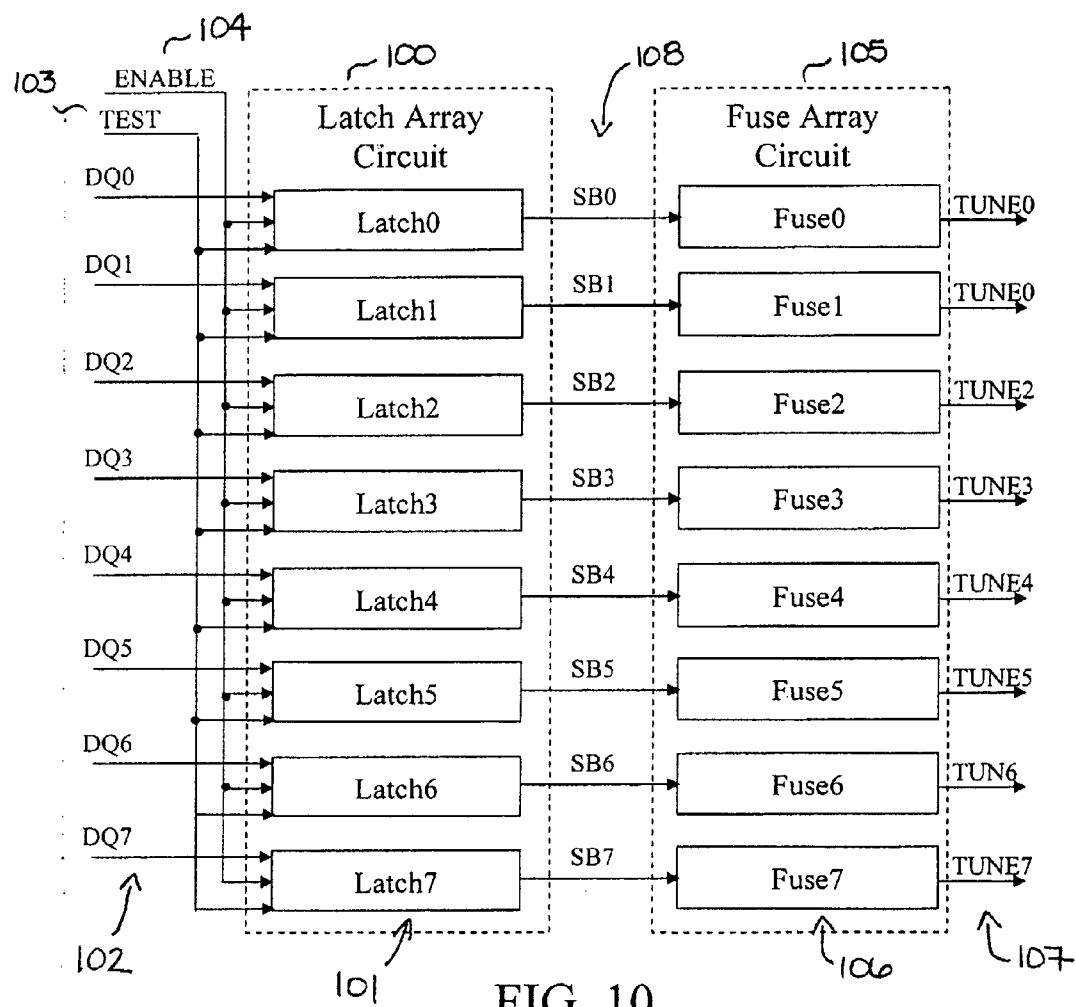 104
100
108
105
103
ENABLE
TEST
Latch Array
Circuit
Fuse Array
Circuit
DQ0
Latch0
SB0
Fuse0
TUNE0
DQ1
Latch1
SB1
Fuse1
TUNE0
DQ2
Latch2
SB2
Fuse2
TUNE2
DQ3
Latch3
SB3
Fuse3
TUNE3
DQ4
Latch4
SB4
Fuse4
TUNE4
DQ5
Latch5
SB5
Fuse5
TUNE5
DQ6
Latch6
SB6
Fuse6
TUN6
DQ7
Latch7
SB7
Fuse7
TUNE7
102
101
106
107
FIG. 10